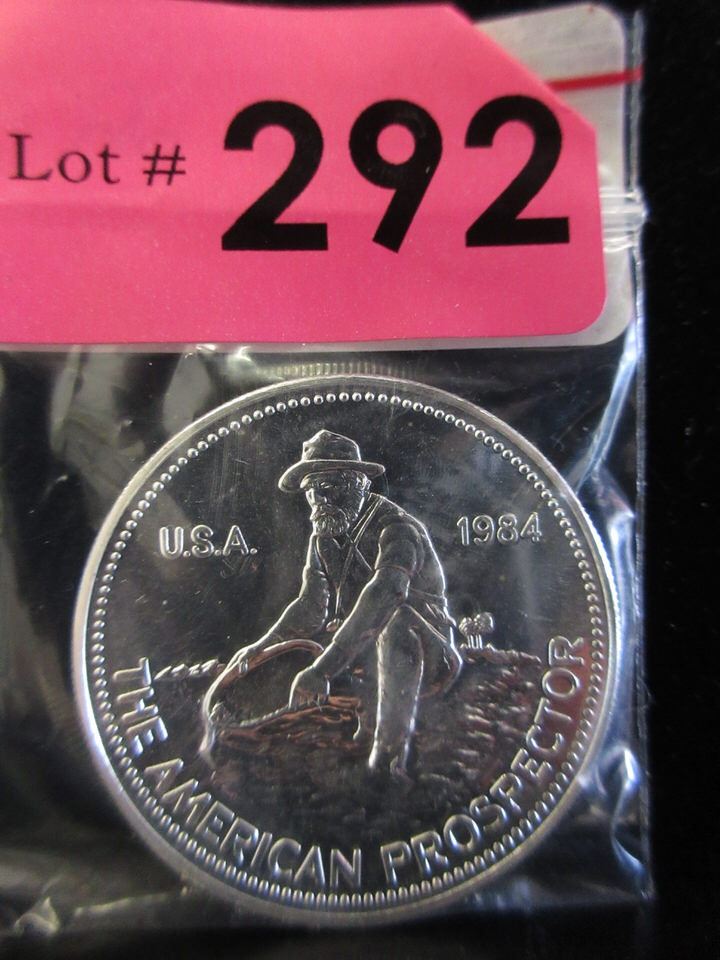 Lot # 292
U.S.A. 1984
THE AMERICAN PROSPECTOR